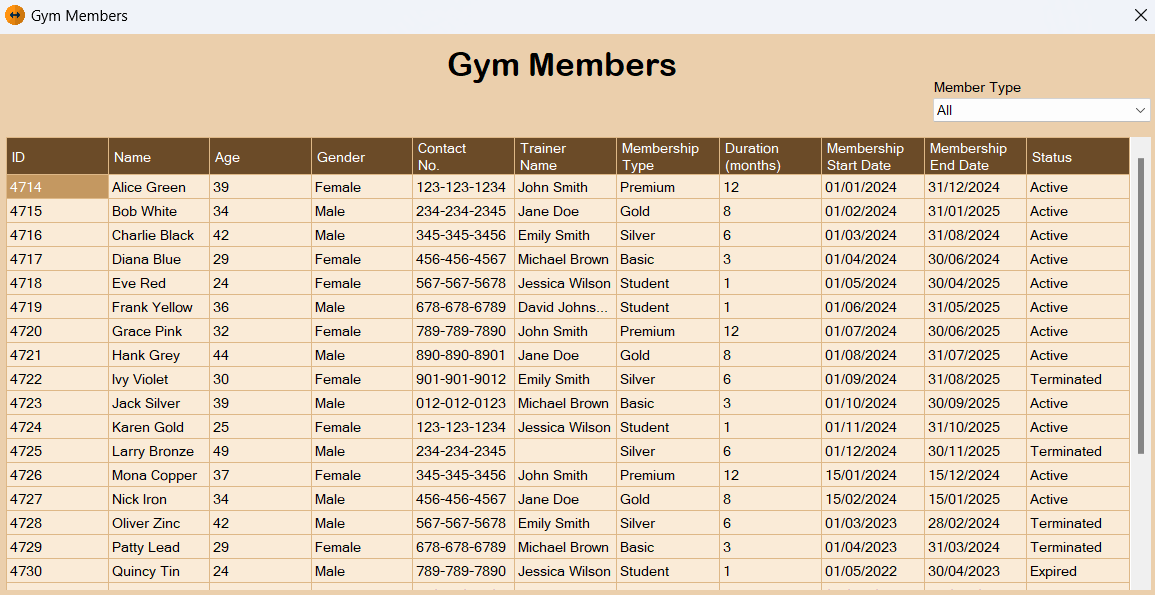 Gym Members
Gym Members
Member Type
All
ID Name Age Gender Contact No. Trainer Name Membership Type Duration (months) Membership Start Date Membership End Date Status
4714 Alice Green 39 Female 123-123-1234 John Smith Premium 12 01/01/2024 31/12/2024 Active
4715 Bob White 34 Male 234-234-2345 Jane Doe Gold 8 01/02/2024 31/01/2025 Active
4716 Charlie Black 42 Male 345-345-3456 Emily Smith Silver 6 01/03/2024 31/08/2024 Active
4717 Diana Blue 29 Female 456-456-4567 Michael Brown Basic 3 01/04/2024 30/06/2024 Active
4718 Eve Red 24 Female 567-567-5678 Jessica Wilson Student 1 01/05/2024 30/04/2025 Active
4719 Frank Yellow 36 Male 678-678-6789 David Johns... Student 1 01/06/2024 31/05/2025 Active
4720 Grace Pink 32 Female 789-789-7890 John Smith Premium 12 01/07/2024 30/06/2025 Active
4721 Hank Grey 44 Male 890-890-8901 Jane Doe Gold 8 01/08/2024 31/07/2025 Active
4722 Ivy Violet 30 Female 901-901-9012 Emily Smith Silver 6 01/09/2024 31/08/2025 Terminated
4723 Jack Silver 39 Male 012-012-0123 Michael Brown Basic 3 01/10/2024 30/09/2025 Active
4724 Karen Gold 25 Female 123-123-1234 Jessica Wilson Student 1 01/11/2024 31/10/2025 Active
4725 Larry Bronze 49 Male 234-234-2345 Silver 6 01/12/2024 30/11/2025 Terminated
4726 Mona Copper 37 Female 345-345-3456 John Smith Premium 12 15/01/2024 15/12/2024 Active
4727 Nick Iron 34 Male 456-456-4567 Jane Doe Gold 8 15/02/2024 15/01/2025 Active
4728 Oliver Zinc 42 Male 567-567-5678 Emily Smith Silver 6 01/03/2023 28/02/2024 Terminated
4729 Patty Lead 29 Female 678-678-6789 Michael Brown Basic 3 01/04/2023 31/03/2024 Terminated
4730 Quincy Tin 24 Male 789-789-7890 Jessica Wilson Student 1 01/05/2022 30/04/2023 Expired